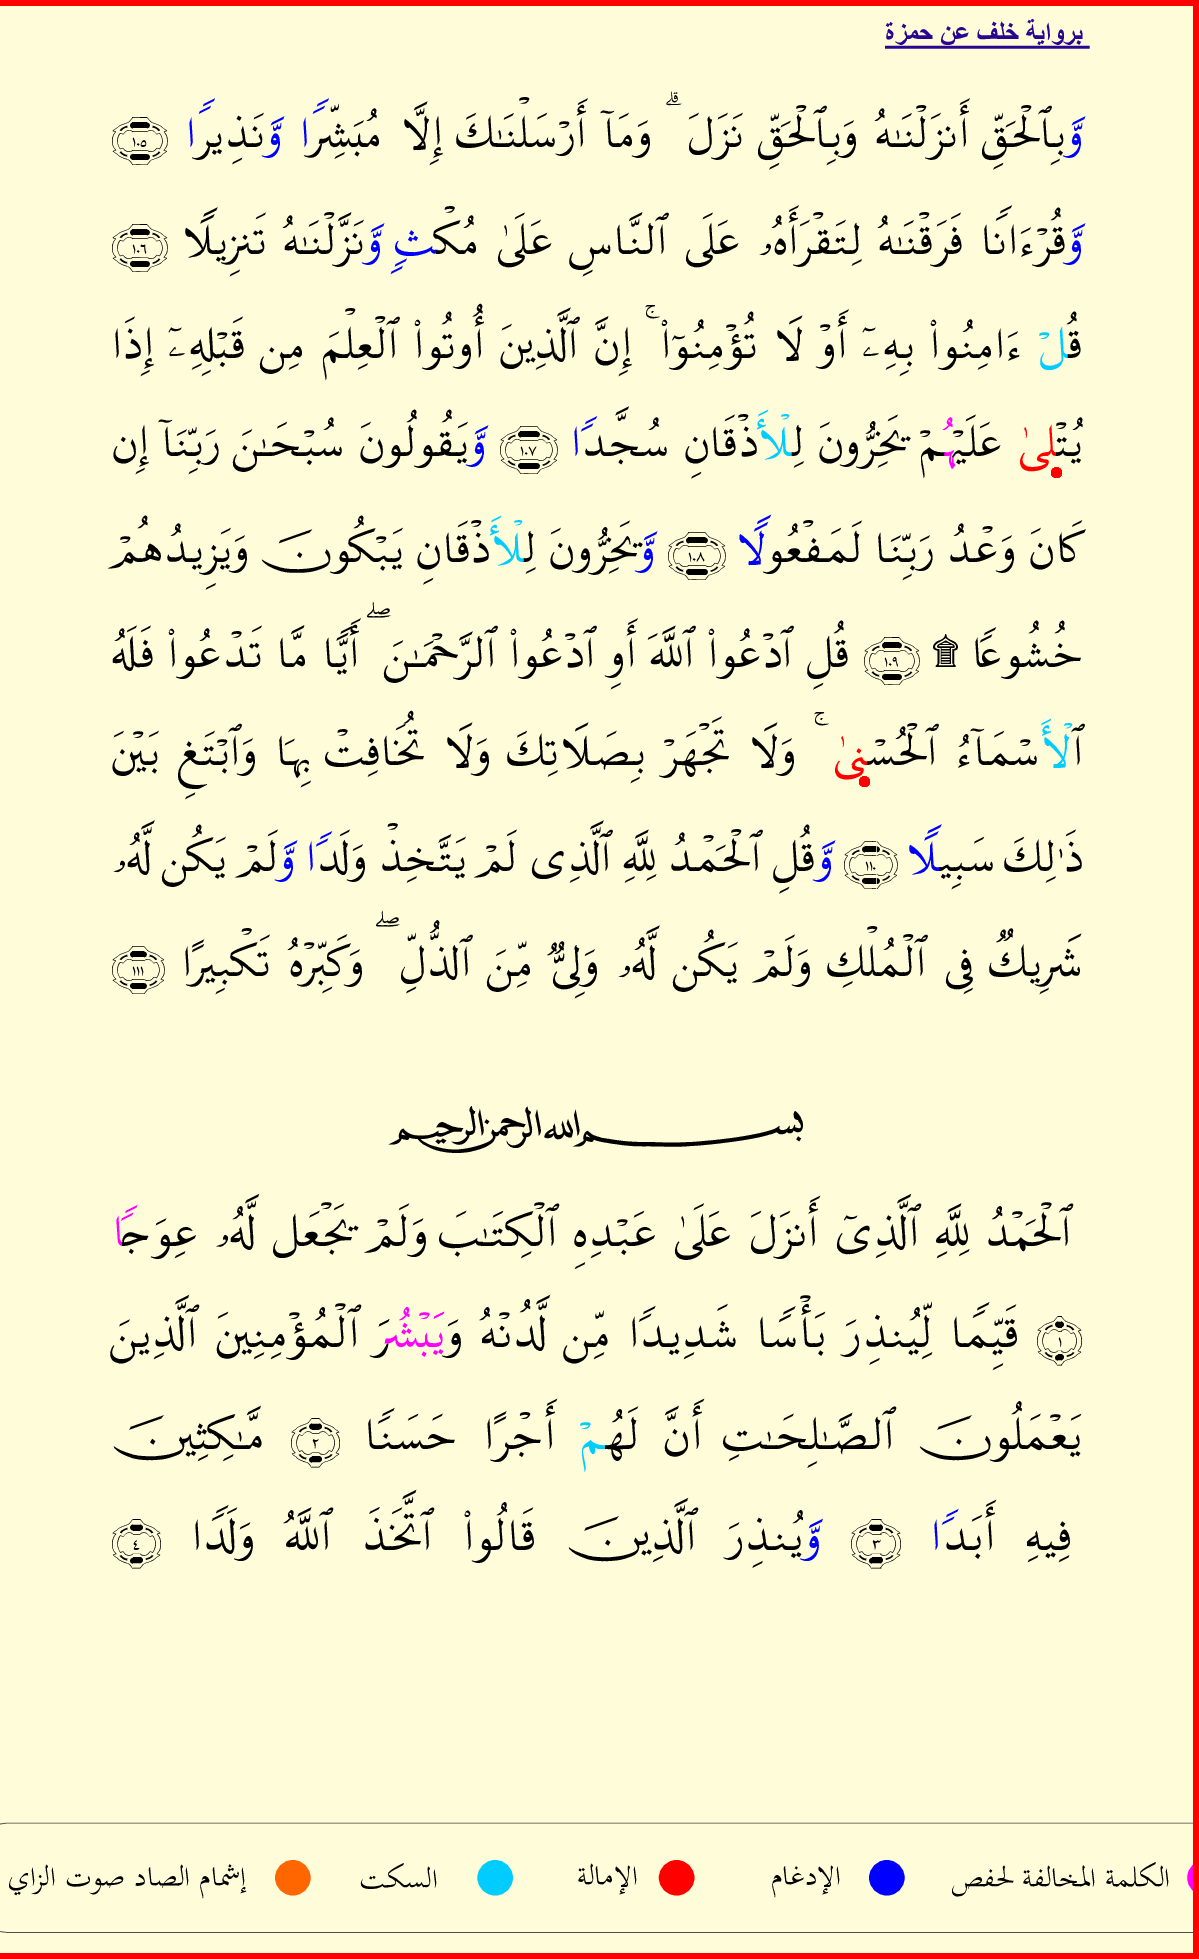 برواية خلف عن حمزة
وَّبِٱلْحَقِّ أَنزَلْنَـٰهُ وَبِٱلْحَقِّ نَزَلَ ۗ وَمَآ أَرْسَلْنَـٰكَ إِلَّا مُبَشِّرًا وَّنَذِيرًا ١٠٥
وَّقُرْءَانًا فَرَقْنَـٰهُ لِتَقْرَأَهُۥ عَلَى ٱلنَّاسِ عَلَىٰ مُكْثٍ وَّنَزَّلْنَـٰهُ تَنزِيلًا ١٠٦
قُلْ ءَامِنُوا۟ بِهِۦٓ أَوْ لَا تُؤْمِنُوٓا۟ ۚ إِنَّ ٱلَّذِينَ أُوتُوا۟ ٱلْعِلْمَ مِن قَبْلِهِۦٓ إِذَا
يُتْلِىٰ عَلَيْهُمْ يَخِرُّونَ لِلْأَذْقَانِ سُجَّدًا ١٠٧ وَّيَقُولُونَ سُبْحَـٰنَ رَبِّنَآ إِن
كَانَ وَعْدُ رَبِّنَا لَمَفْعُولًا ١٠٨ وَّيَخِرُّونَ لِلْأَذْقَانِ يَبْكُونَ وَيَزِيدُهُمْ
خُشُوعًا ۩ ١٠٩ قُلِ ٱدْعُوا۟ ٱللَّهَ أَوِ ٱدْعُوا۟ ٱلرَّحْمَـٰنَ ۖ أَيًّا مَّا تَدْعُوا۟ فَلَهُ
ٱلْأَسْمَآءُ ٱلْحُسْنِىٰ ۚ وَلَا تَجْهَرْ بِصَلَاتِكَ وَلَا تُخَافِتْ بِهَا وَٱبْتَغِ بَيْنَ
ذَٰلِكَ سَبِيلًا ١١٠ وَّقُلِ ٱلْحَمْدُ لِلَّهِ ٱلَّذِى لَمْ يَتَّخِذْ وَلَدًا وَّلَمْ يَكُن لَّهُۥ
شَرِيكٌ فِى ٱلْمُلْكِ وَلَمْ يَكُن لَّهُۥ وَلِىٌّ مِّنَ ٱلذُّلِّ ۖ وَكَبِّرْهُ تَكْبِيرًا ١١١
بسم الله الرحمن الرحيم
ٱلْحَمْدُ لِلَّهِ ٱلَّذِىٓ أَنزَلَ عَلَىٰ عَبْدِهِ ٱلْكِتَـٰبَ وَلَمْ يَجْعَل لَّهُۥ عِوَجًا
١ قَيِّمًا لِّيُنذِرَ بَأْسًا شَدِيدًا مِّن لَّدُنْهُ وَيَبْشُرَ ٱلْمُؤْمِنِينَ ٱلَّذِينَ
يَعْمَلُونَ ٱلصَّـٰلِحَـٰتِ أَنَّ لَهُمْ أَجْرًا حَسَنًا ٢ مَّـٰكِثِينَ
فِيهِ أَبَدًا ٣ وَّيُنذِرَ ٱلَّذِينَ قَالُوا۟ ٱتَّخَذَ ٱللَّهُ وَلَدًا ٤
الكلمة المخالفة لحفص الإدغام الإمالة السكت إشمام الصاد صوت الزاي